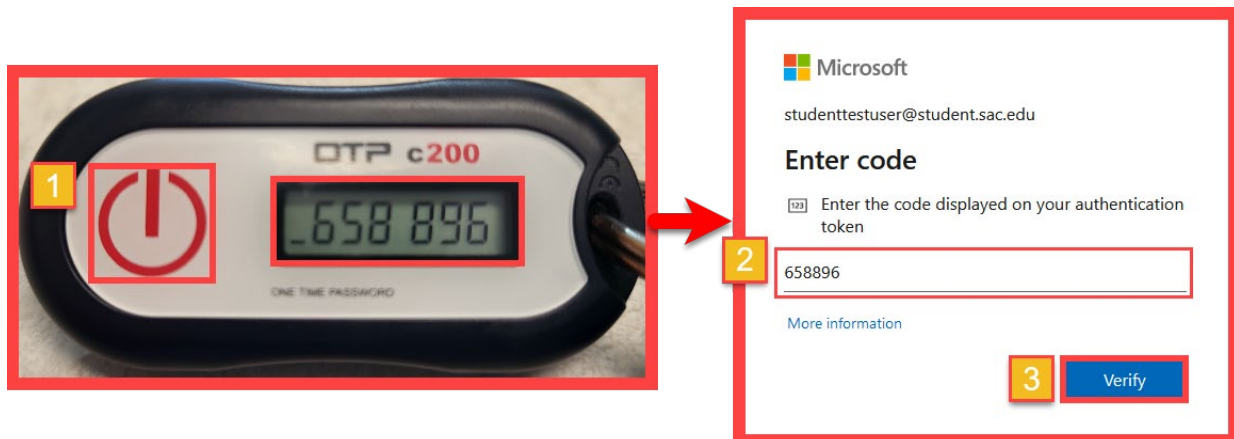 1
OTP c200
_658 896
ONE TIME PASSWORD
Microsoft
studenttestuser@student.sac.edu
Enter code
123 Enter the code displayed on your authentication
token
2
658896
More information
3
Verify